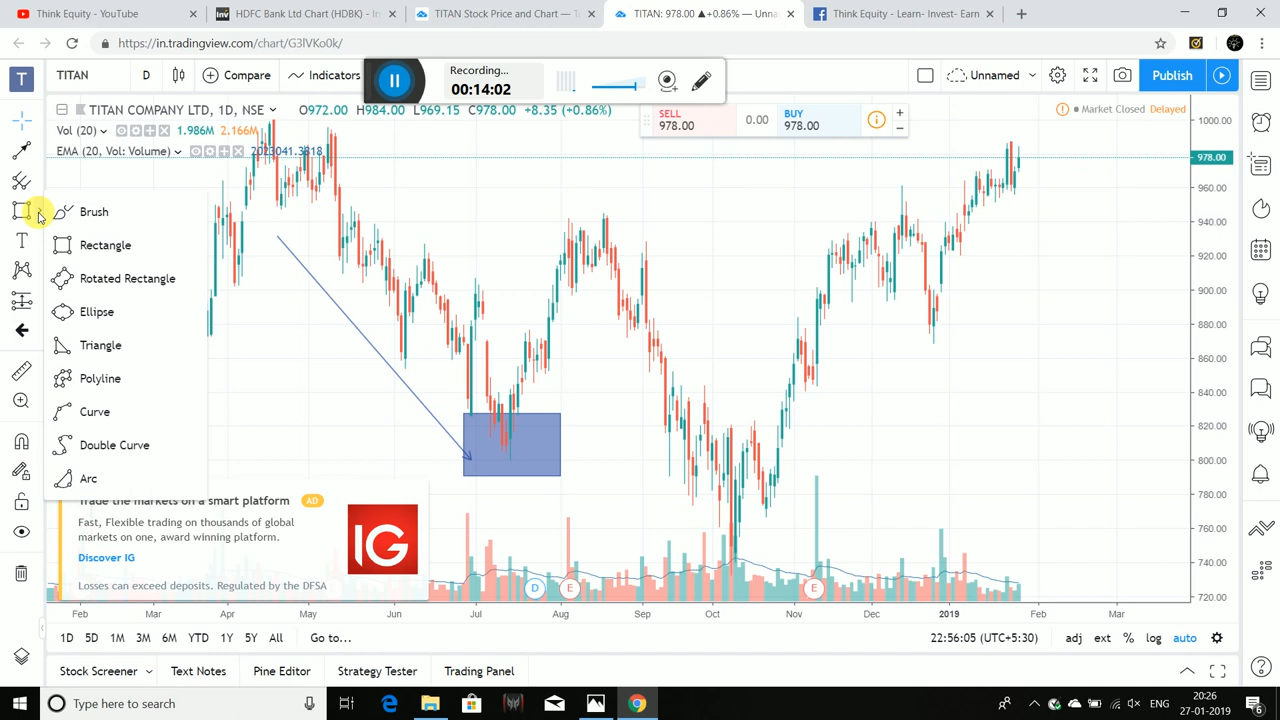 Think Equity - YouTube
HDFC Bank Ltd Chart (HDBK) - In
TITAN Stock Price and Chart — T
TITAN: 978.00 ▲+0.86% — Unna
Think Equity - Learn- Invest- Earn
https://in.tradingview.com/chart/G3lVKo0k/
T
TITAN
D
Compare
Indicators
Recording...
00:14:02
Unnamed
Publish
TITAN COMPANY LTD, 1D, NSE
O972.00 H984.00 L969.15 C978.00 +8.35 (+0.86%)
Vol (20)
1.986M 2.166M
EMA (20, Vol: Volume)
SELL
978.00
0.00
BUY
978.00
Market Closed Delayed
Brush
Rectangle
Rotated Rectangle
Ellipse
Triangle
Polyline
Curve
Double Curve
Arc
T
1000.00
978.00
960.00
940.00
920.00
900.00
880.00
860.00
840.00
820.00
800.00
780.00
760.00
740.00
720.00
Trade the markets on a smart platform AD
Fast, Flexible trading on thousands of global
markets on one, award winning platform.
Discover IG
Losses can exceed deposits. Regulated by the DFSA
IG
D
E
E
Feb Mar Apr May Jun Jul Aug Sep Oct Nov Dec 2019 Feb Mar
1D 5D 1M 3M 6M YTD 1Y 5Y All Go to...
22:56:05 (UTC+5:30) adj ext % log auto
Stock Screener Text Notes Pine Editor Strategy Tester Trading Panel
Type here to search
ENG
20:26
27-01-2019
6